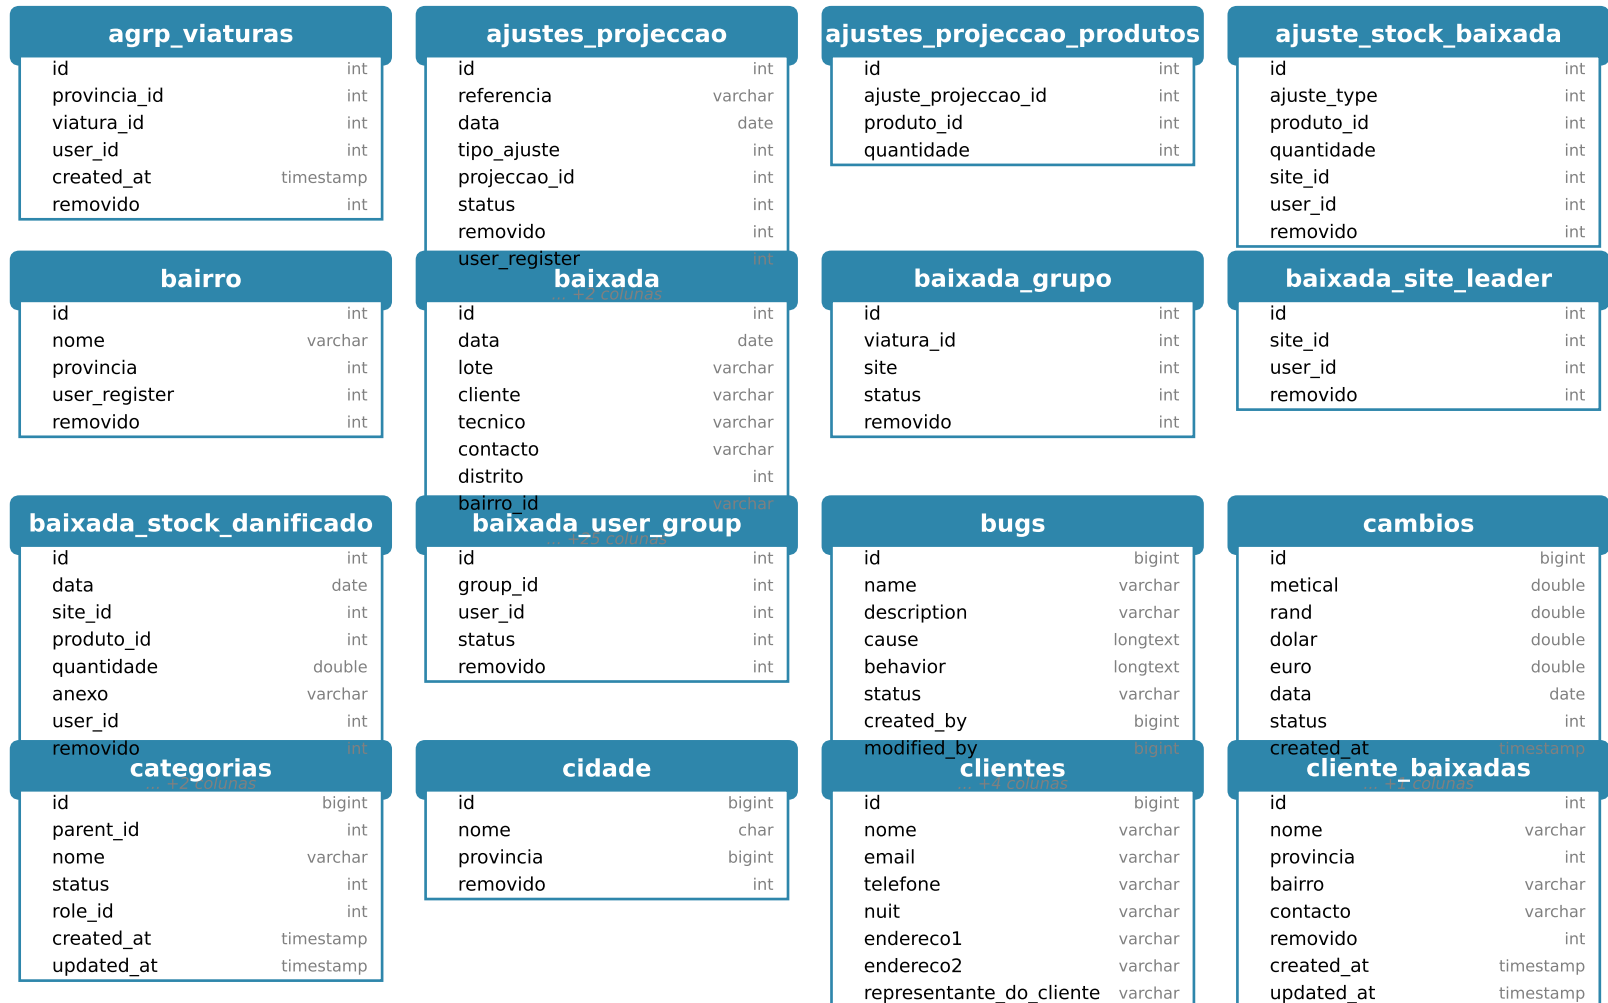 agrp_viaturas
id int
provincia_id int
viatura_id int
user_id int
created_at timestamp
removido int
ajustes_projeccao
id int
referencia varchar
data date
tipo_ajuste int
projeccao_id int
status int
removido int
user_register int
... +2 colunas
ajustes_projeccao_produtos
id int
ajuste_projeccao_id int
produto_id int
quantidade int
ajuste_stock_baixada
id int
ajuste_type int
produto_id int
quantidade int
site_id int
user_id int
removido int
bairro
id int
nome varchar
provincia int
user_register int
removido int
baixada
id int
data date
lote varchar
cliente varchar
tecnico varchar
contacto varchar
distrito int
bairro_id varchar
... +25 colunas
baixada_grupo
id int
viatura_id int
site int
status int
removido int
baixada_site_leader
id int
site_id int
user_id int
removido int
baixada_stock_danificado
id int
data date
site_id int
produto_id int
quantidade double
anexo varchar
user_id int
removido int
... +2 colunas
baixada_user_group
id int
group_id int
user_id int
status int
removido int
bugs
id bigint
name varchar
description varchar
cause longtext
behavior longtext
status varchar
created_by bigint
modified_by bigint
... +4 colunas
cambios
id bigint
metical double
rand double
dolar double
euro double
data date
status int
created_at timestamp
... +1 colunas
categorias
id bigint
parent_id int
nome varchar
status int
role_id int
created_at timestamp
updated_at timestamp
cidade
id bigint
nome char
provincia bigint
removido int
clientes
id bigint
nome varchar
email varchar
telefone varchar
nuit varchar
endereco1 varchar
endereco2 varchar
representante_do_cliente varchar
cliente_baixadas
id int
nome varchar
provincia int
bairro varchar
contacto varchar
removido int
created_at timestamp
updated_at timestamp